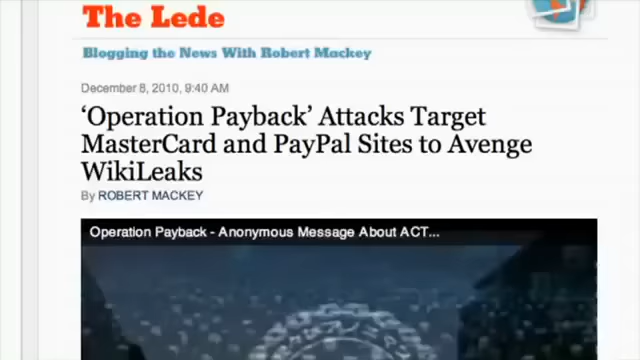 The Lede
Blogging the News With Robert Mackey
December 8, 2010, 9:40 AM
‘Operation Payback’ Attacks Target
MasterCard and PayPal Sites to Avenge
WikiLeaks
By ROBERT MACKEY
Operation Payback - Anonymous Message About ACT...